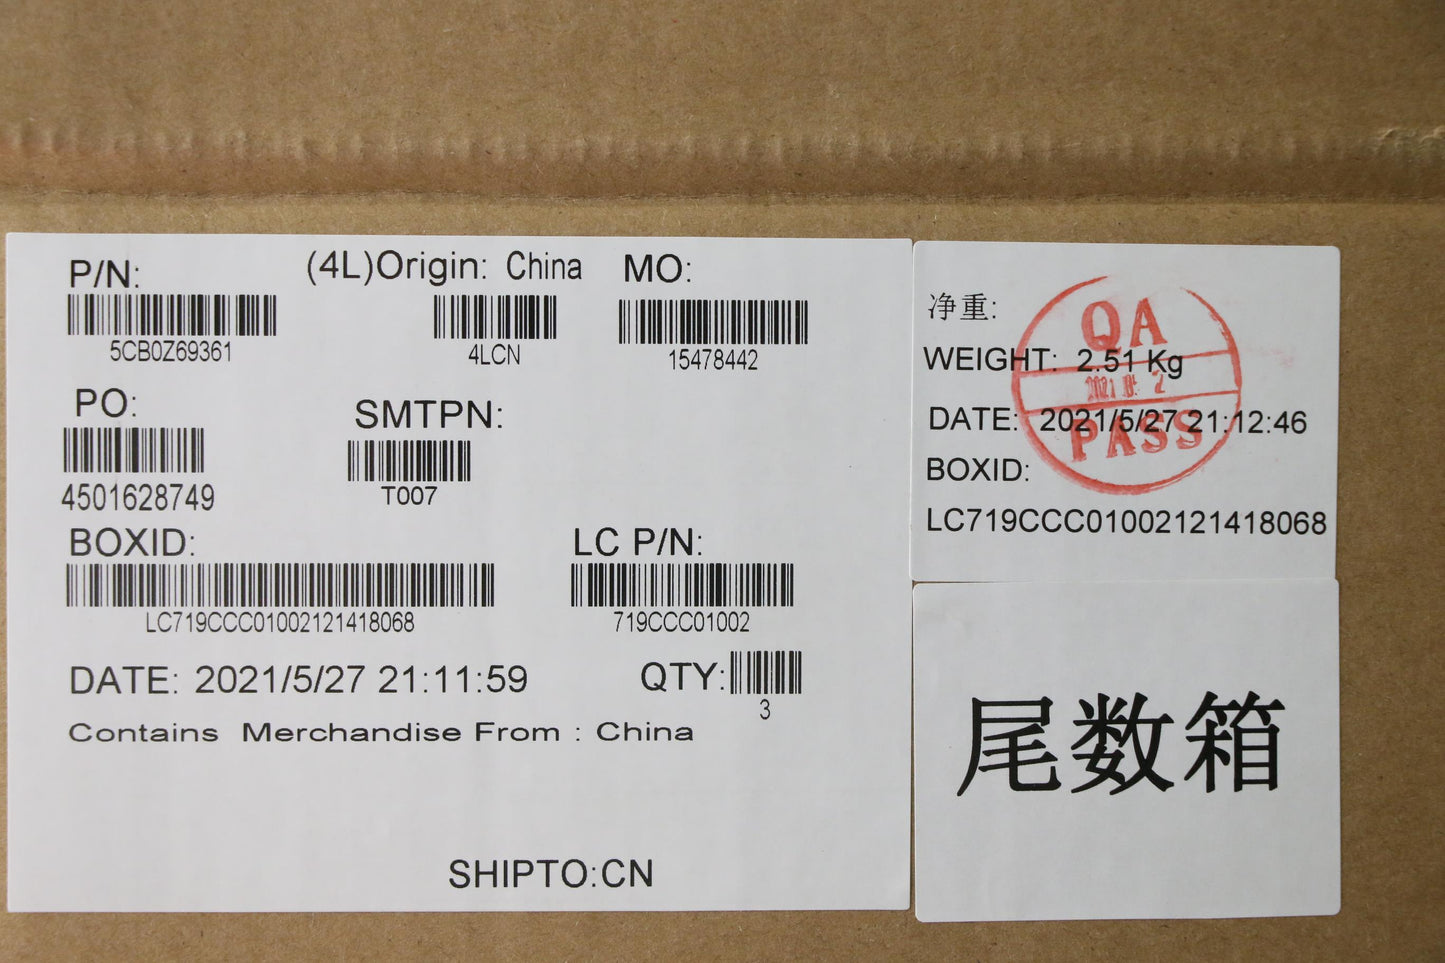 P/N:
5CB0Z69361
(4L)Origin: China
4LCN
MO:
15478442
PO:
4501628749
SMTPN:
T007
BOXID:
LC719CCC01002121418068
LC P/N:
719CCC01002
DATE: 2021/5/27 21:11:59
QTY:
3
Contains Merchandise From : China
SHIPTO:CN
净重:
WEIGHT: 2.51 Kg
DATE: 2021/5/27 21:12:46
BOXID:
LC719CCC01002121418068
QA
PASS
尾数箱